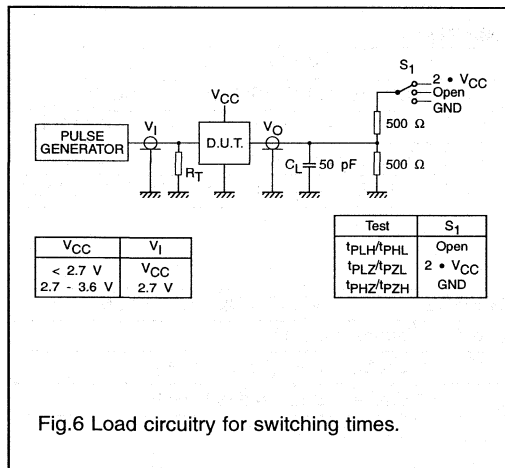 S1
2 • VCC
Open
GND
VCC
500 Ω
PULSE GENERATOR
VI
D.U.T.
VO
RT
CL
50 pF
500 Ω
Test S1
tPLH/tPHL Open
tPLZ/tPZL 2 • VCC
tPHZ/tPZH GND
VCC VI
< 2.7 V VCC
2.7 - 3.6 V 2.7 V
Fig.6 Load circuitry for switching times.